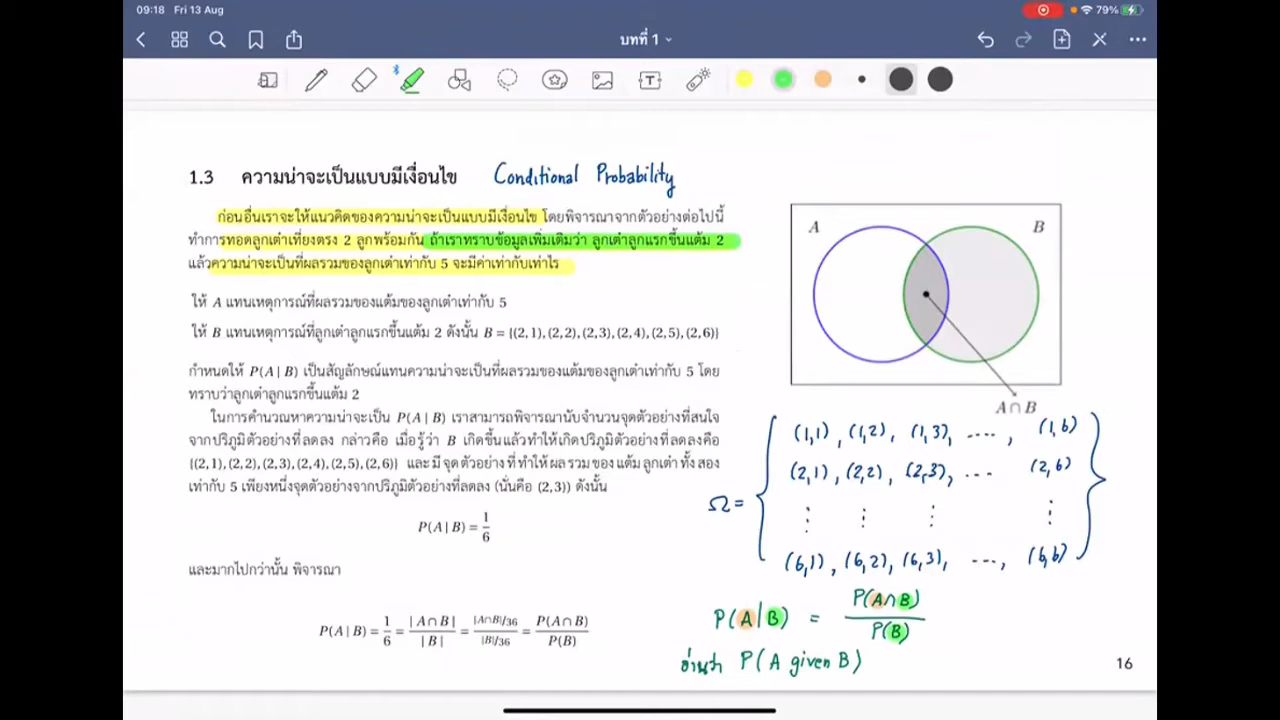 09:18 Fri 13 Aug
79%
บทที่ 1
1.3 ความน่าจะเป็นแบบมีเงื่อนไข Conditional Probability
ก่อนอื่นเราจะให้แนวคิดของความน่าจะเป็นแบบมีเงื่อนไข โดยพิจารณาจากตัวอย่างต่อไปนี้
ทำการทอดลูกเต๋าเที่ยงตรง 2 ลูกพร้อมกัน ถ้าเราทราบข้อมูลเพิ่มเติมว่า ลูกเต๋าลูกแรกขึ้นแต้ม 2
แล้วความน่าจะเป็นที่ผลรวมของลูกเต๋าเท่ากับ 5 จะมีค่าเท่ากับเท่าไร
ให้ A แทนเหตุการณ์ที่ผลรวมของแต้มของลูกเต๋าเท่ากับ 5
ให้ B แทนเหตุการณ์ที่ลูกเต๋าลูกแรกขึ้นแต้ม 2 ดังนั้น B = {(2,1),(2,2),(2,3),(2,4),(2,5),(2,6)}
กำหนดให้ P(A | B) เป็นสัญลักษณ์แทนความน่าจะเป็นที่ผลรวมของแต้มของลูกเต๋าเท่ากับ 5 โดย
ทราบว่าลูกเต๋าลูกแรกขึ้นแต้ม 2
ในการคำนวณหาความน่าจะเป็น P(A | B) เราสามารถพิจารณานับจำนวนจุดตัวอย่างที่สนใจ
จากปริภูมิตัวอย่างที่ลดลง กล่าวคือ เมื่อรู้ว่า B เกิดขึ้นแล้วทำให้เกิดปริภูมิตัวอย่างที่ลดลงคือ
{(2,1),(2,2),(2,3),(2,4),(2,5),(2,6)} และมีจุดตัวอย่างที่ทำให้ผลรวมของแต้มลูกเต๋าทั้งสอง
เท่ากับ 5 เพียงหนึ่งจุดตัวอย่างจากปริภูมิตัวอย่างที่ลดลง (นั่นคือ (2,3)) ดังนั้น
P(A | B) = 1/6
และมากไปกว่านั้น พิจารณา
P(A | B) = 1/6 = |A∩B| / |B| = (|A∩B|/36) / (|B|/36) = P(A∩B) / P(B)
A
B
A∩B
Ω = { (1,1), (1,2), (1,3), ...., (1,6)
(2,1), (2,2), (2,3), ... (2,6)
⋮ ⋮ ⋮ ⋮
(6,1), (6,2), (6,3), ..., (6,6) }
P(A|B) = P(A∩B) / P(B)
อ่านว่า P(A given B)
16